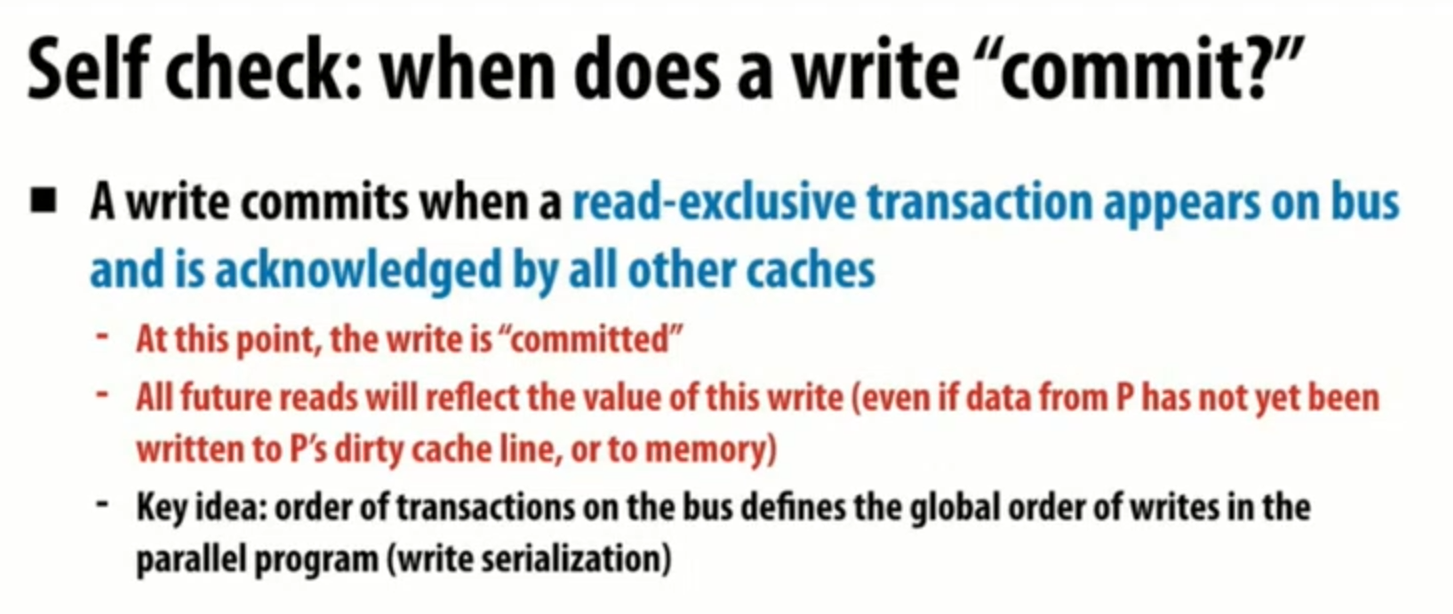 Self check: when does a write “commit?”
■ A write commits when a read-exclusive transaction appears on bus
and is acknowledged by all other caches
- At this point, the write is “committed”
- All future reads will reflect the value of this write (even if data from P has not yet been
written to P’s dirty cache line, or to memory)
- Key idea: order of transactions on the bus defines the global order of writes in the
parallel program (write serialization)